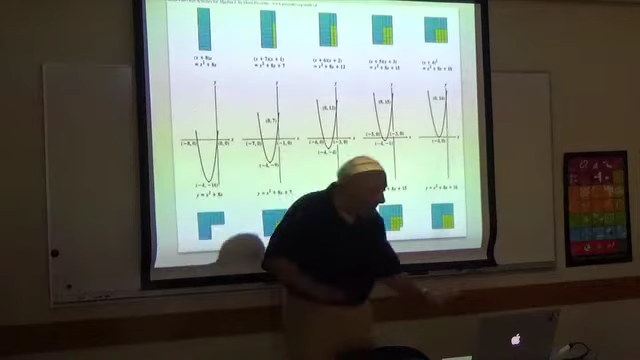 (x + 8)x
= x² + 8x
(x + 7)(x + 1)
= x² + 8x + 7
(x + 6)(x + 2)
= x² + 8x + 12
(x + 5)(x + 3)
= x² + 8x + 15
(x + 4)²
= x² + 8x + 16
(0, 7)
(0, 12)
(0, 15)
(0, 16)
(−8, 0)
(0, 0)
(−7, 0)
(−1, 0)
(−6, 0)
(−2, 0)
(−5, 0)
(−3, 0)
(−4, 0)
(−4, −16)
(−4, −9)
(−4, −4)
(−4, −1)
y = x² + 8x
y = x² + 8x + 7
y = x² + 8x + 16